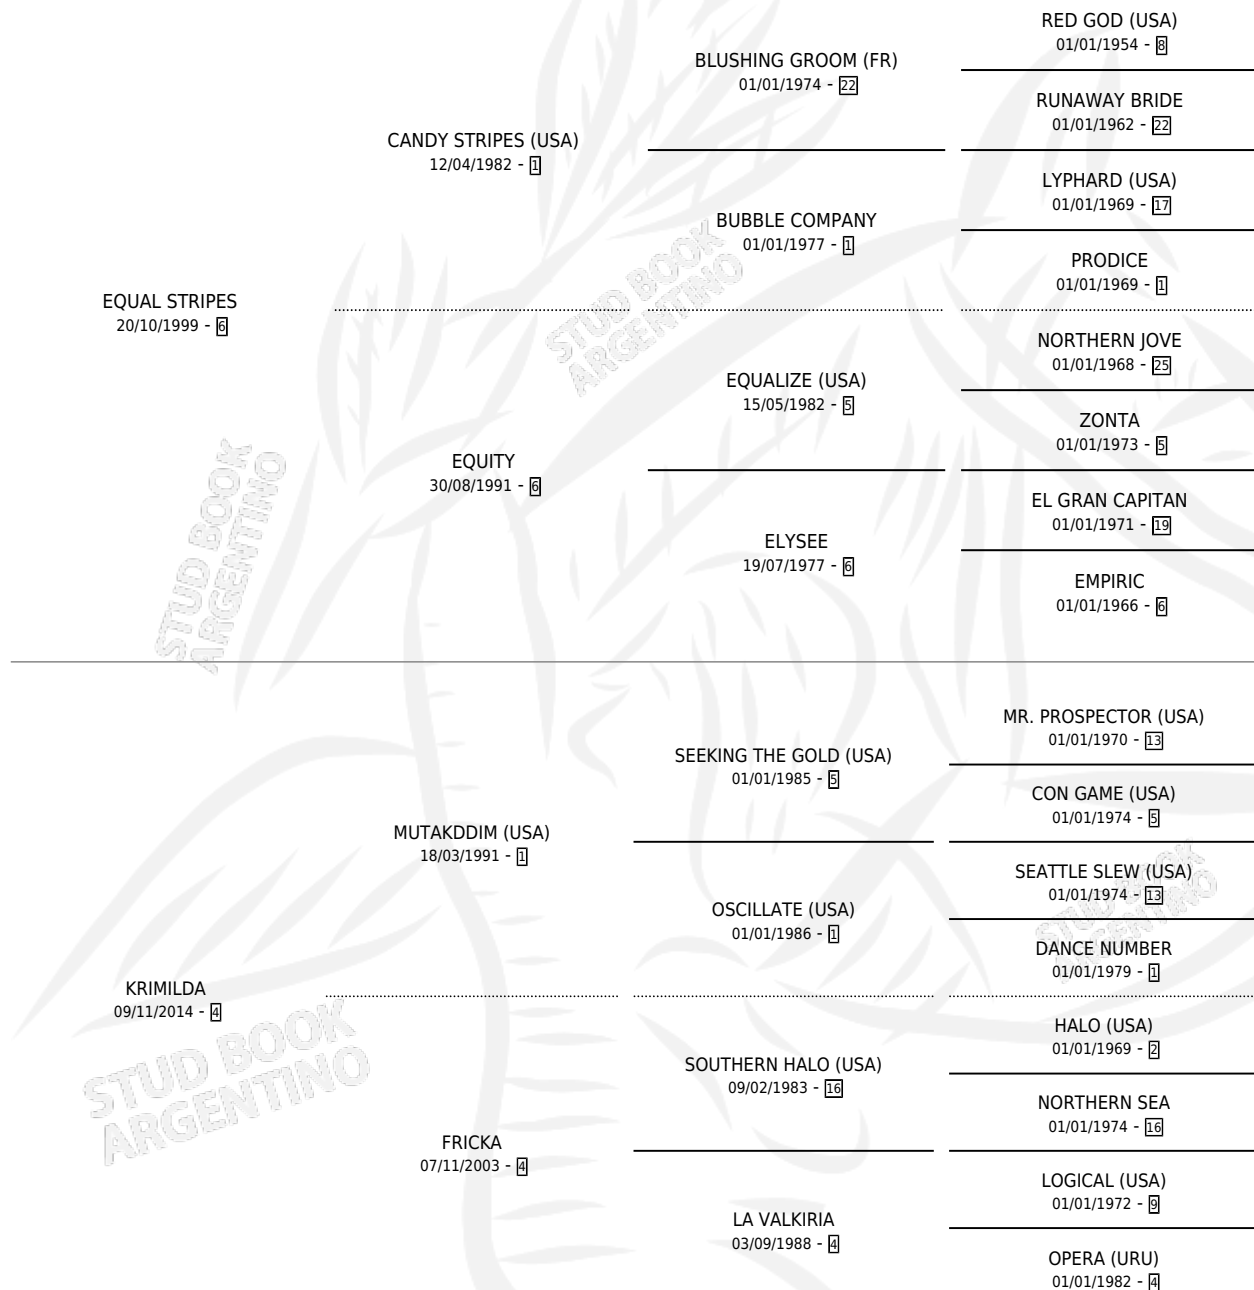 RED GOD (USA)
01/01/1954 - 8
BLUSHING GROOM (FR)
01/01/1974 - 22
RUNAWAY BRIDE
01/01/1962 - 22
CANDY STRIPES (USA)
12/04/1982 - 1
LYPHARD (USA)
01/01/1969 - 17
BUBBLE COMPANY
01/01/1977 - 1
PRODICE
01/01/1969 - 1
EQUAL STRIPES
20/10/1999 - 6
STUD BOOK
ARGENTINO
NORTHERN JOVE
01/01/1968 - 25
EQUALIZE (USA)
15/05/1982 - 5
ZONTA
01/01/1973 - 5
EQUITY
30/08/1991 - 6
EL GRAN CAPITAN
01/01/1971 - 19
ELYSEE
19/07/1977 - 6
EMPIRIC
01/01/1966 - 6
STUD BOOK
ARGENTINO
MR. PROSPECTOR (USA)
01/01/1970 - 13
SEEKING THE GOLD (USA)
01/01/1985 - 5
CON GAME (USA)
01/01/1974 - 5
MUTAKDDIM (USA)
18/03/1991 - 1
SEATTLE SLEW (USA)
01/01/1974 - 13
OSCILLATE (USA)
01/01/1986 - 1
DANCE NUMBER
01/01/1979 - 1
STUD BOOK
ARGENTINO
KRIMILDA
09/11/2014 - 4
HALO (USA)
01/01/1969 - 2
SOUTHERN HALO (USA)
09/02/1983 - 16
NORTHERN SEA
01/01/1974 - 16
STUD BOOK
ARGENTINO
FRICKA
07/11/2003 - 4
LOGICAL (USA)
01/01/1972 - 9
LA VALKIRIA
03/09/1988 - 4
OPERA (URU)
01/01/1982 - 4